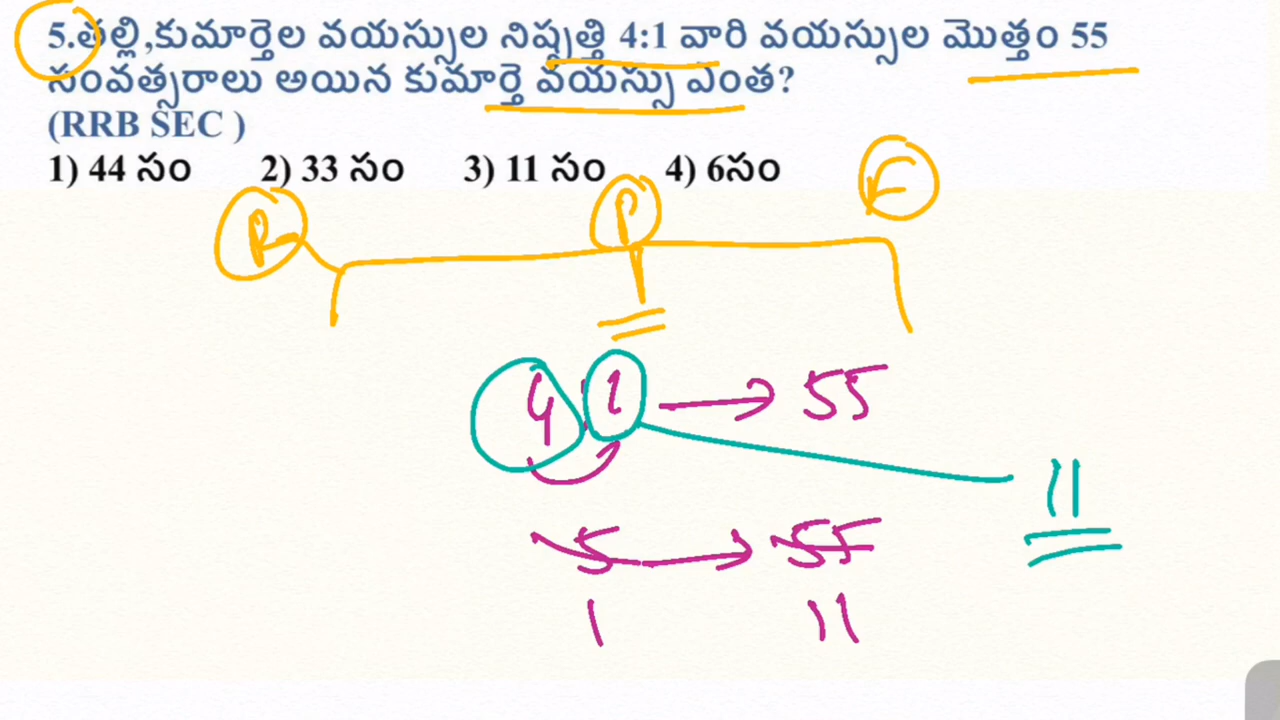 5.తల్లి,కుమార్తెల వయస్సుల నిష్పత్తి 4:1 వారి వయస్సుల మొత్తం 55
సంవత్సరాలు అయిన కుమార్తె వయస్సు ఎంత?
(RRB SEC )
1) 44 సం 2) 33 సం 3) 11 సం 4) 6సం
R P E
4 : 1 → 55
11
5 → 55
1 11